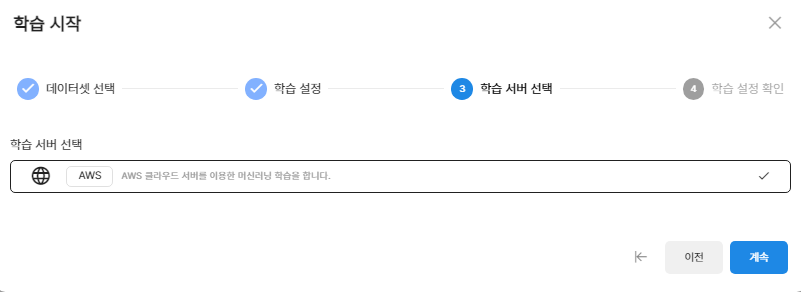 학습 시작
데이터셋 선택
학습 설정
3 학습 서버 선택
4 학습 설정 확인
학습 서버 선택
AWS AWS 클라우드 서버를 이용한 머신러닝 학습을 합니다.
이전
계속